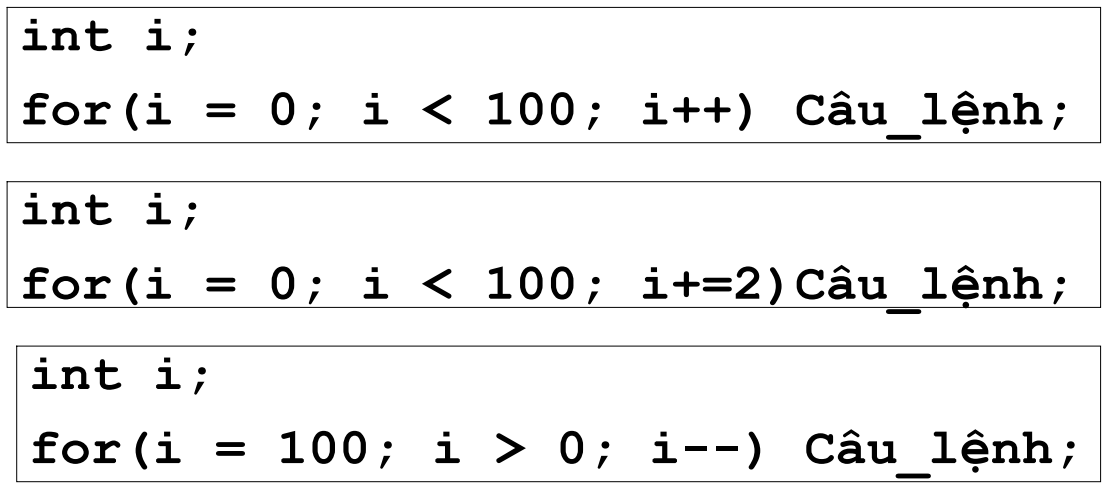 int i;
for(i = 0; i < 100; i++) Câu_lệnh;
int i;
for(i = 0; i < 100; i+=2)Câu_lệnh;
int i;
for(i = 100; i > 0; i--) Câu_lệnh;